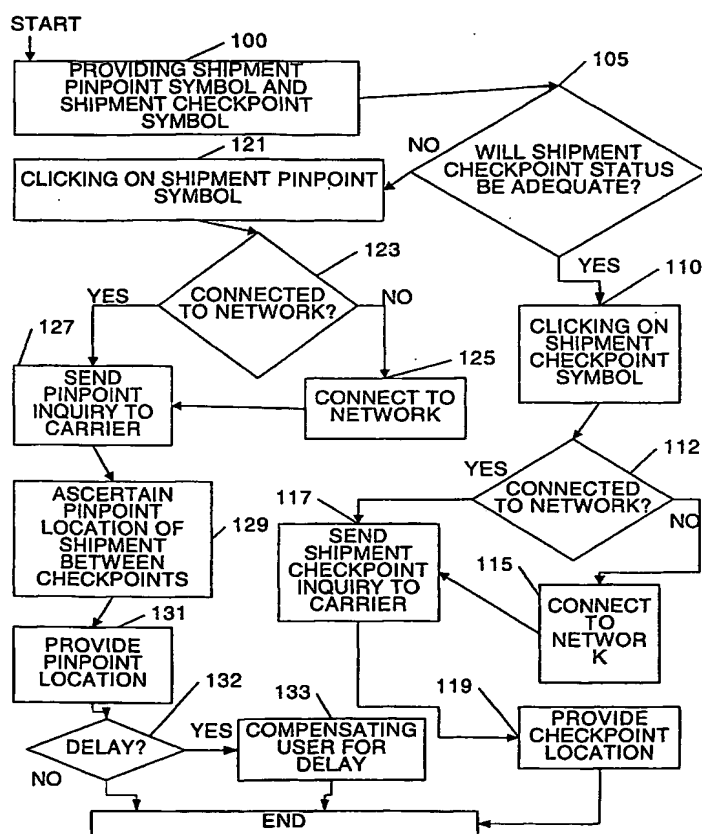 START
100
PROVIDING SHIPMENT
PINPOINT SYMBOL AND
SHIPMENT CHECKPOINT
SYMBOL
105
WILL SHIPMENT
CHECKPOINT STATUS
BE ADEQUATE?
NO
YES
121
CLICKING ON SHIPMENT PINPOINT
SYMBOL
123
CONNECTED
TO NETWORK?
YES
NO
110
CLICKING ON
SHIPMENT
CHECKPOINT
SYMBOL
127
SEND
PINPOINT
INQUIRY TO
CARRIER
125
CONNECT TO
NETWORK
112
CONNECTED
TO NETWORK?
YES
NO
129
ASCERTAIN
PINPOINT
LOCATION OF
SHIPMENT
BETWEEN
CHECKPOINTS
117
SEND
SHIPMENT
CHECKPOINT
INQUIRY TO
CARRIER
115
CONNECT
TO
NETWOR
K
131
PROVIDE
PINPOINT
LOCATION
132
DELAY?
YES
NO
133
COMPENSATING
USER FOR
DELAY
119
PROVIDE
CHECKPOINT
LOCATION
END